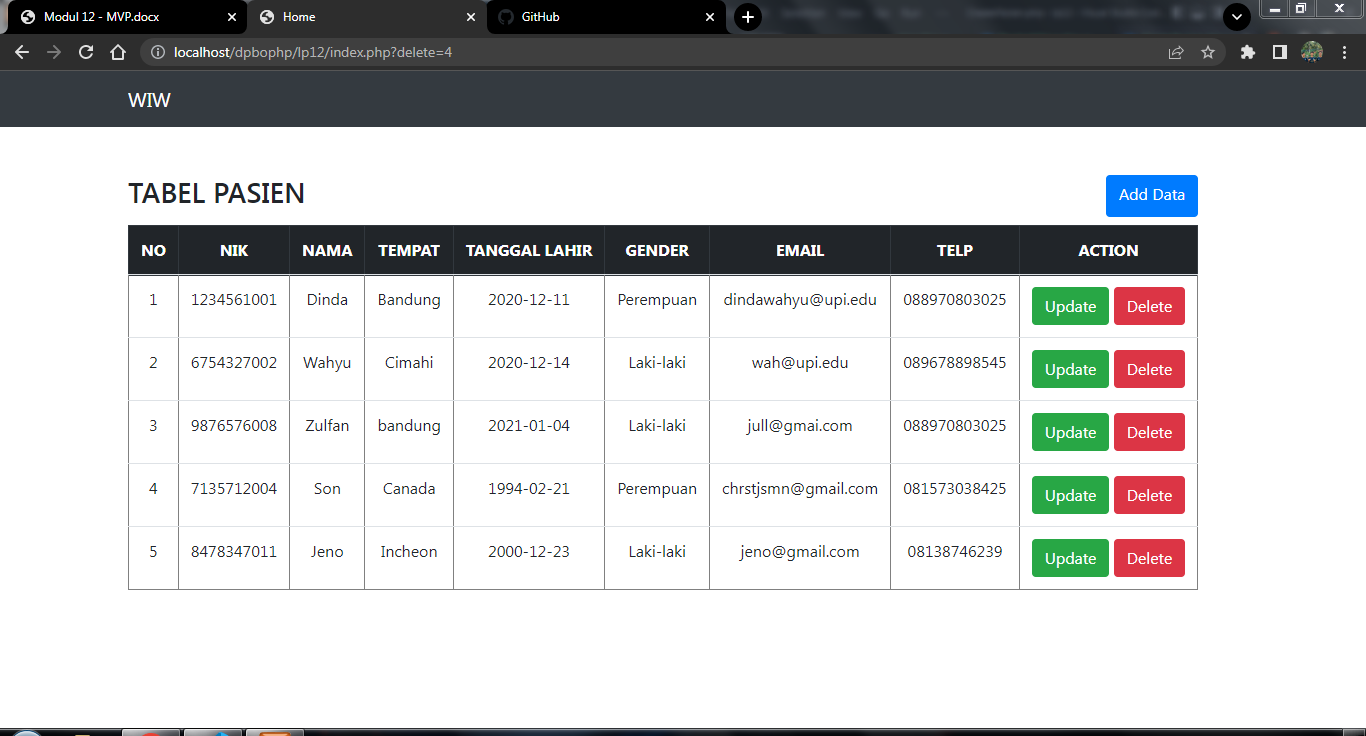 Modul 12 - MVP.docx Home GitHub
localhost/dpbophp/lp12/index.php?delete=4
WIW
TABEL PASIEN Add Data
NO NIK NAMA TEMPAT TANGGAL LAHIR GENDER EMAIL TELP ACTION
1 1234561001 Dinda Bandung 2020-12-11 Perempuan dindawahyu@upi.edu 088970803025 Update Delete
2 6754327002 Wahyu Cimahi 2020-12-14 Laki-laki wah@upi.edu 089678898545 Update Delete
3 9876576008 Zulfan bandung 2021-01-04 Laki-laki jull@gmai.com 088970803025 Update Delete
4 7135712004 Son Canada 1994-02-21 Perempuan chrstjsmn@gmail.com 081573038425 Update Delete
5 8478347011 Jeno Incheon 2000-12-23 Laki-laki jeno@gmail.com 08138746239 Update Delete